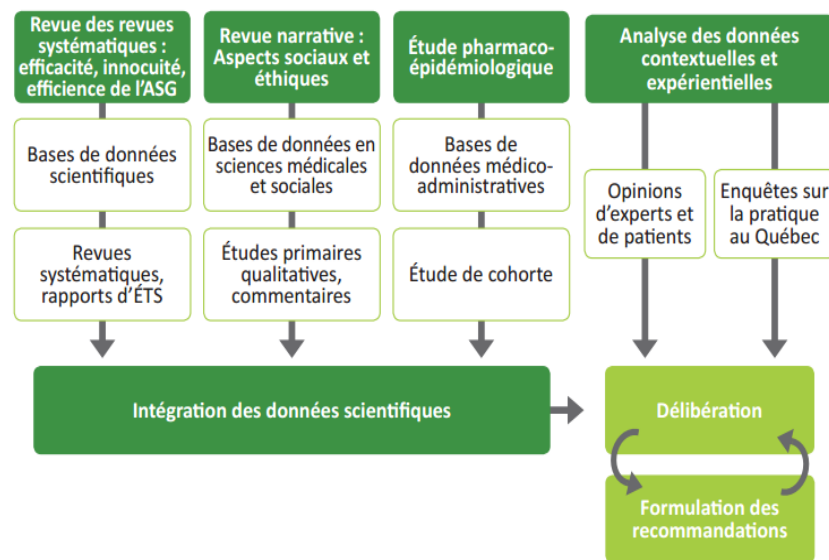 Revue des revues
systématiques :
efficacité, innocuité,
efficience de l'ASG
Revue narrative :
Aspects sociaux et
éthiques
Étude pharmaco-
épidémiologique
Analyse des données
contextuelles et
expérientielles
Bases de données
scientifiques
Bases de données en
sciences médicales
et sociales
Bases de
données médico-
administratives
Opinions
d'experts et
de patients
Enquêtes sur
la pratique
au Québec
Revues
systématiques,
rapports d'ÉTS
Études primaires
qualitatives,
commentaires
Étude de cohorte
Intégration des données scientifiques
Délibération
Formulation des
recommandations